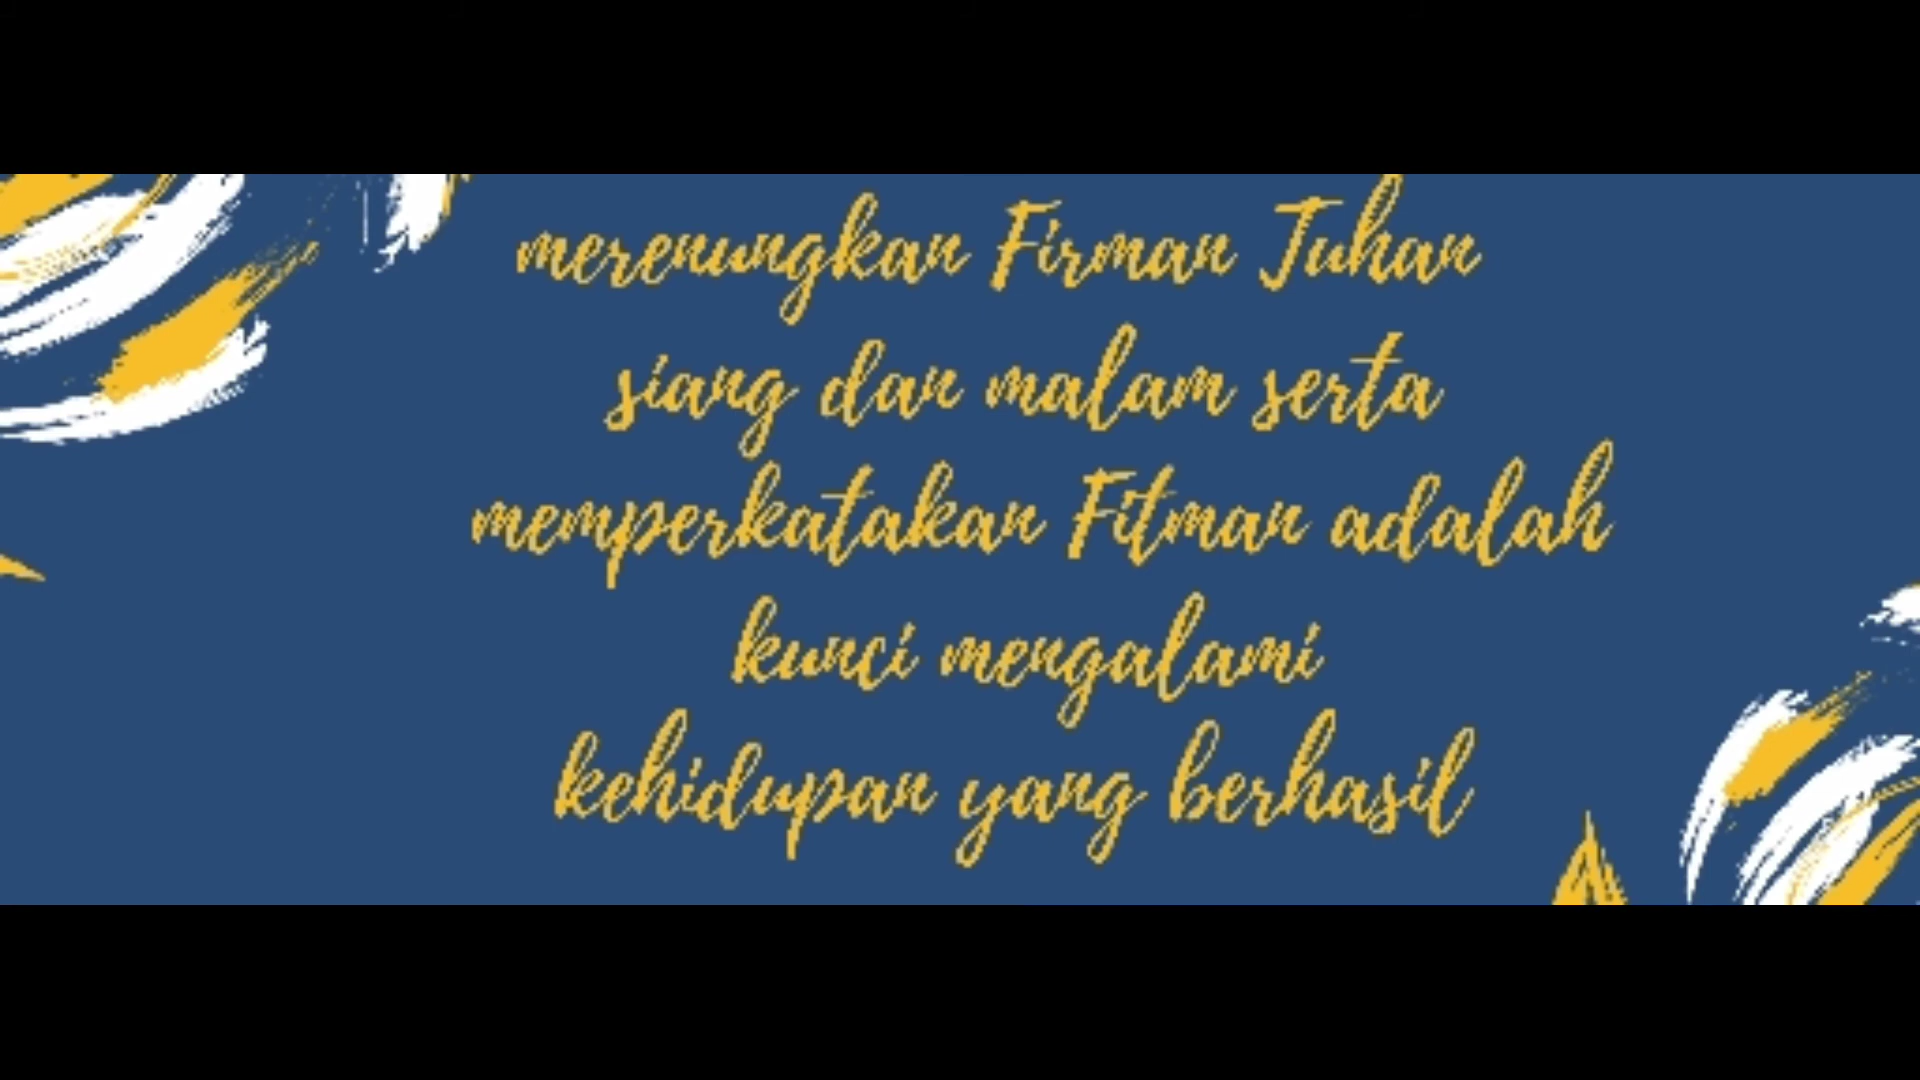 merenungkan Firman Tuhan
siang dan malam serta
memperkatakan Fitman adalah
kunci mengalami
kehidupan yang berhasil